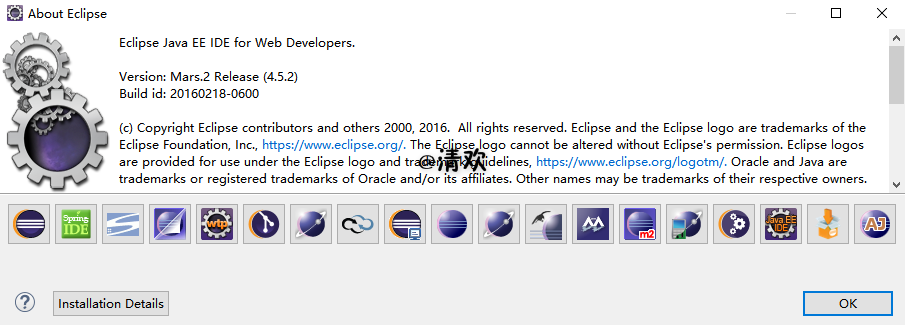 About Eclipse
Eclipse Java EE IDE for Web Developers.
Version: Mars.2 Release (4.5.2)
Build id: 20160218-0600
(c) Copyright Eclipse contributors and others 2000, 2016.  All rights reserved. Eclipse and the Eclipse logo are trademarks of the
Eclipse Foundation, Inc., https://www.eclipse.org/. The Eclipse logo cannot be altered without Eclipse's permission. Eclipse logos
are provided for use under the Eclipse logo and trademark guidelines, https://www.eclipse.org/logotm/. Oracle and Java are
trademarks or registered trademarks of Oracle and/or its affiliates. Other names may be trademarks of their respective owners.
@清欢
Spring IDE
wtp
m2
Java EE IDE
AJ
?
Installation Details
OK